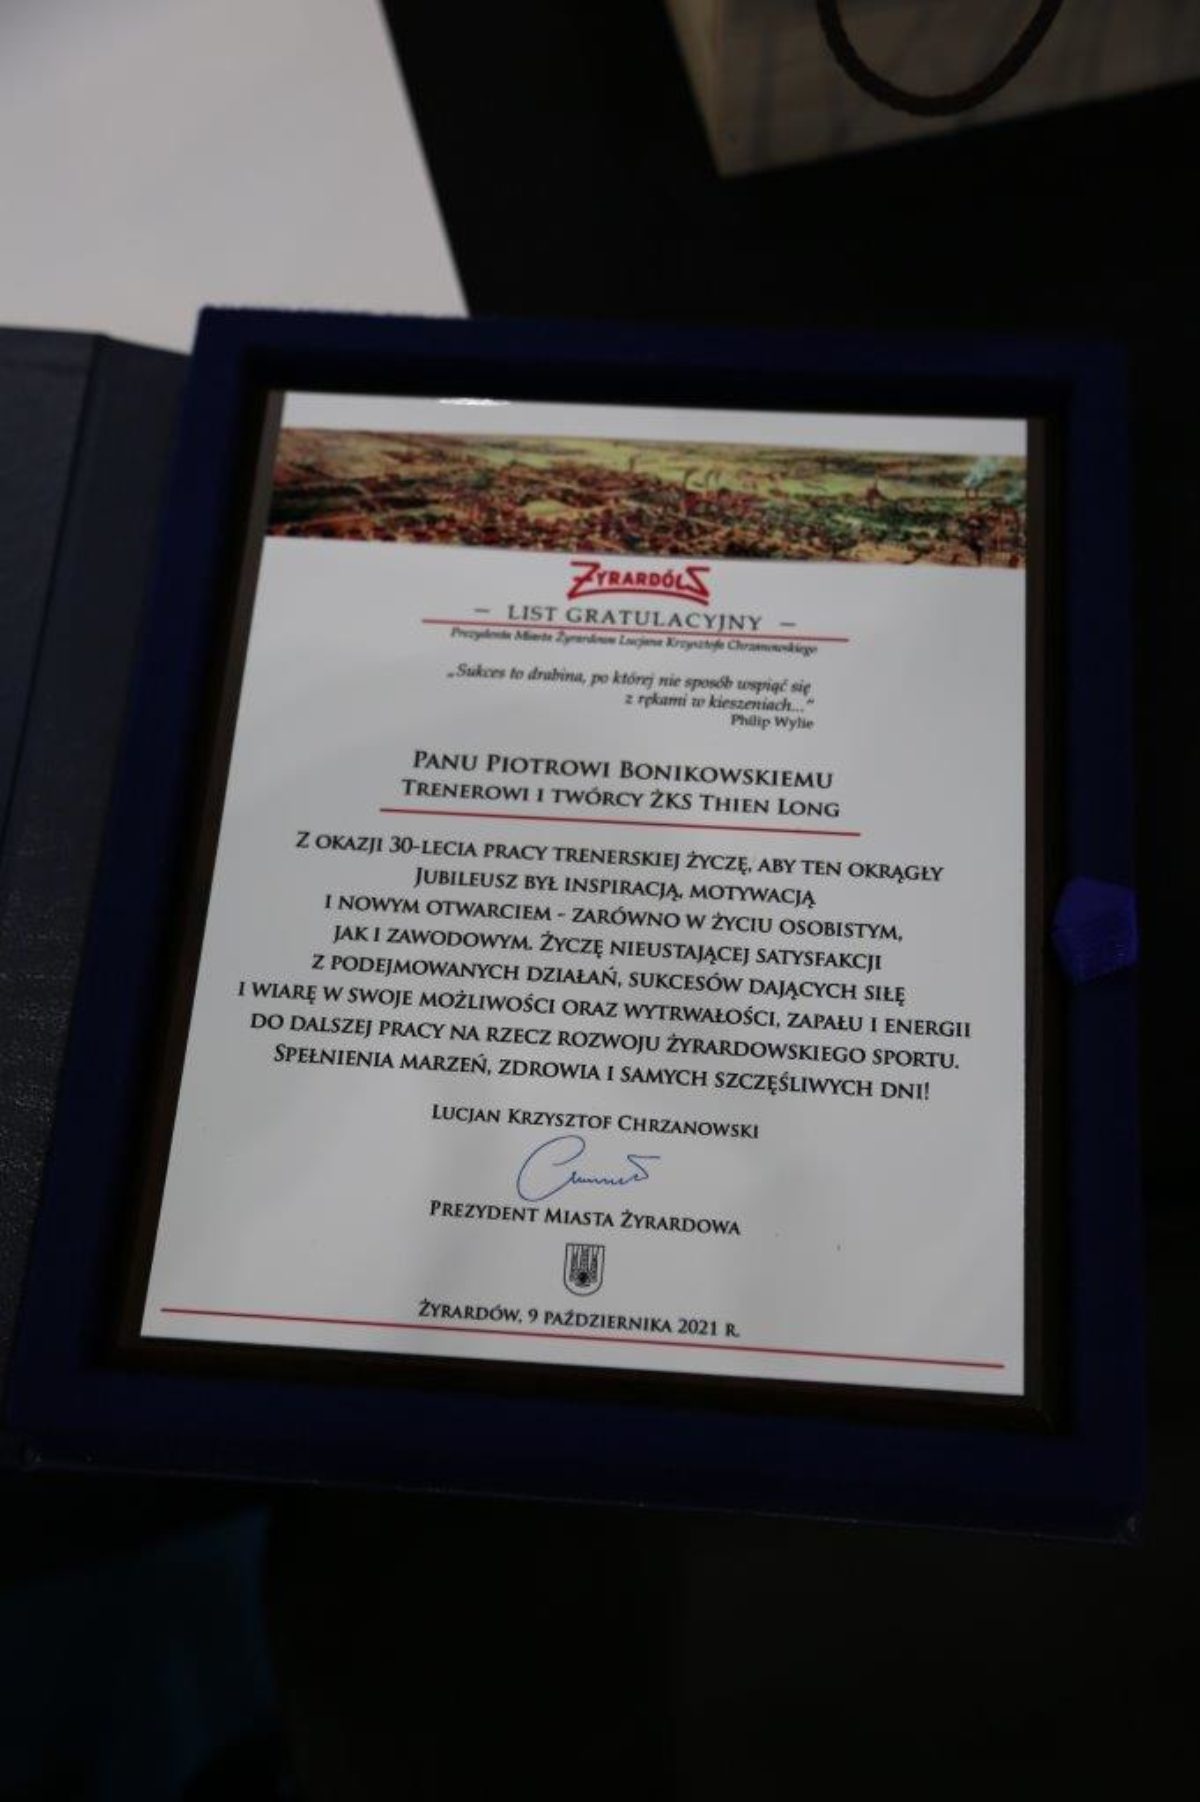 ŻYRARDÓW
– LIST GRATULACYJNY –
Prezydenta Miasta Żyrardowa Lucjana Krzysztofa Chrzanowskiego
„Sukces to drabina, po której nie sposób wspiąć się
z rękami w kieszeniach..."
Philip Wylie
PANU PIOTROWI BONIKOWSKIEMU
TRENEROWI I TWÓRCY ŻKS THIEN LONG
Z OKAZJI 30-LECIA PRACY TRENERSKIEJ ŻYCZĘ, ABY TEN OKRĄGŁY
JUBILEUSZ BYŁ INSPIRACJĄ, MOTYWACJĄ
I NOWYM OTWARCIEM - ZARÓWNO W ŻYCIU OSOBISTYM,
JAK I ZAWODOWYM. ŻYCZĘ NIEUSTAJĄCEJ SATYSFAKCJI
Z PODEJMOWANYCH DZIAŁAŃ, SUKCESÓW DAJĄCYCH SIŁĘ
I WIARĘ W SWOJE MOŻLIWOŚCI ORAZ WYTRWAŁOŚCI, ZAPAŁU I ENERGII
DO DALSZEJ PRACY NA RZECZ ROZWOJU ŻYRARDOWSKIEGO SPORTU.
SPEŁNIENIA MARZEŃ, ZDROWIA I SAMYCH SZCZĘŚLIWYCH DNI!
LUCJAN KRZYSZTOF CHRZANOWSKI
PREZYDENT MIASTA ŻYRARDOWA
ŻYRARDÓW, 9 PAŹDZIERNIKA 2021 R.